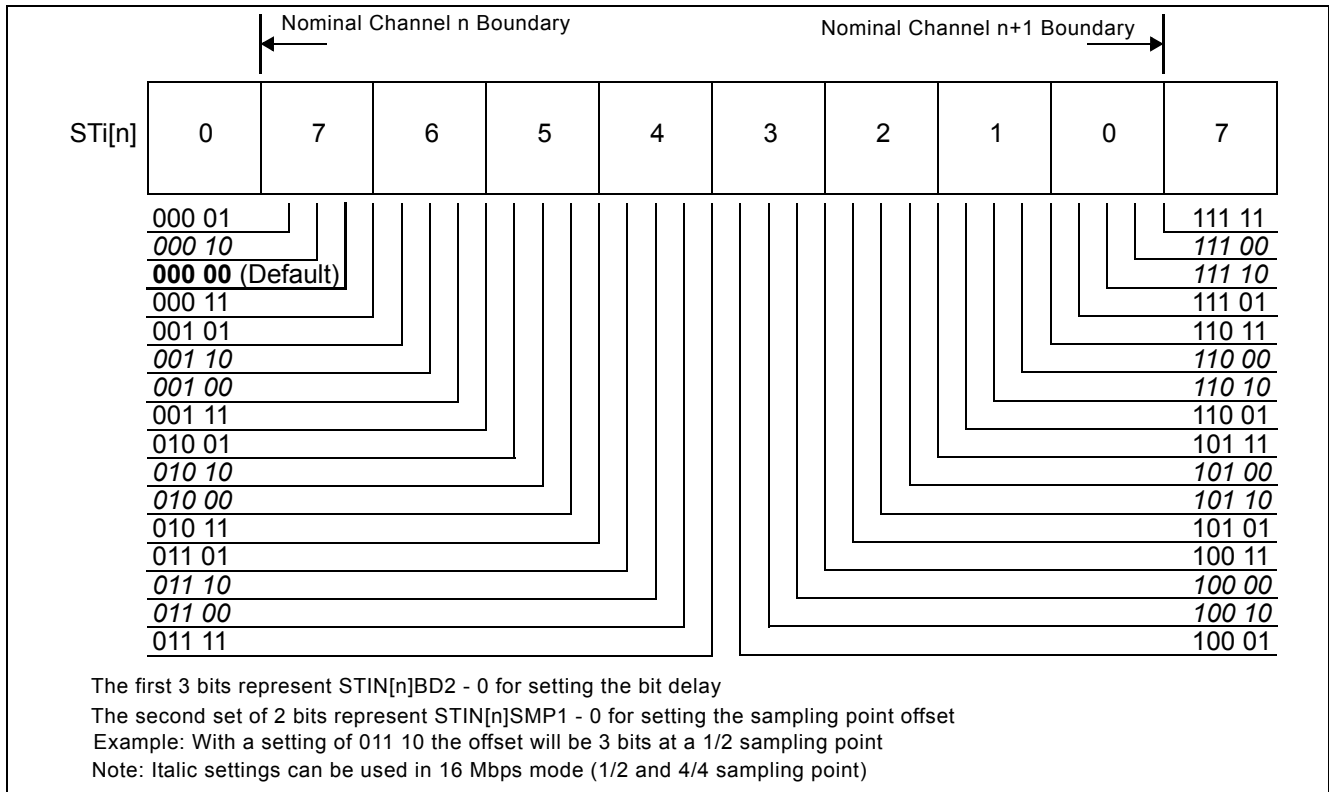 Nominal Channel n Boundary Nominal Channel n+1 Boundary
STi[n] 0 7 6 5 4 3 2 1 0 7
000 01 111 11
000 10 111 00
000 00 (Default) 111 10
000 11 111 01
001 01 110 11
001 10 110 00
001 00 110 10
001 11 110 01
010 01 101 11
010 10 101 00
010 00 101 10
010 11 101 01
011 01 100 11
011 10 100 00
011 00 100 10
011 11 100 01
The first 3 bits represent STIN[n]BD2 - 0 for setting the bit delay
The second set of 2 bits represent STIN[n]SMP1 - 0 for setting the sampling point offset
Example: With a setting of 011 10 the offset will be 3 bits at a 1/2 sampling point
Note: Italic settings can be used in 16 Mbps mode (1/2 and 4/4 sampling point)